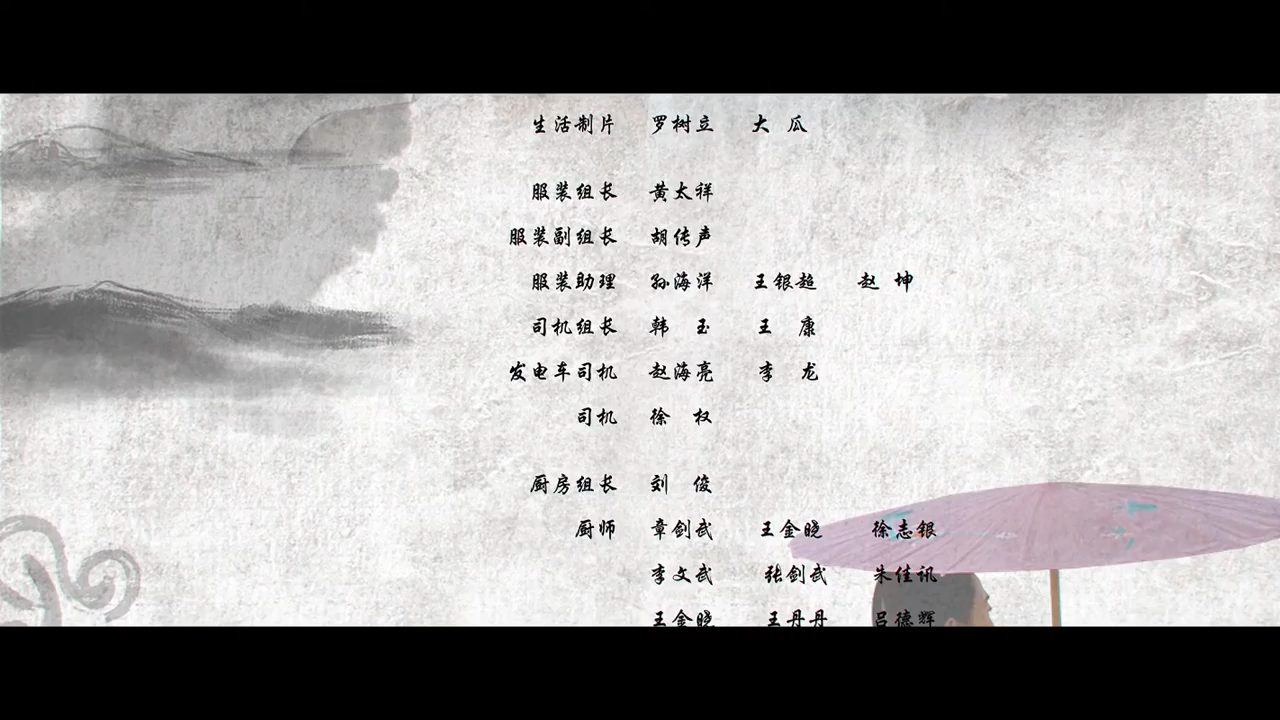 生活制片 罗树立 大 瓜
服装组长 黄太祥
服装副组长 胡传声
服装助理 孙海洋 王银超 赵 坤
司机组长 韩 玉 王 康
发电车司机 赵海亮 李 龙
司机 徐 权
厨房组长 刘 俊
厨师 章剑武 王金晓 徐志银
李文武 张剑武 朱佳讯
王金晓 王丹丹 吕德辉